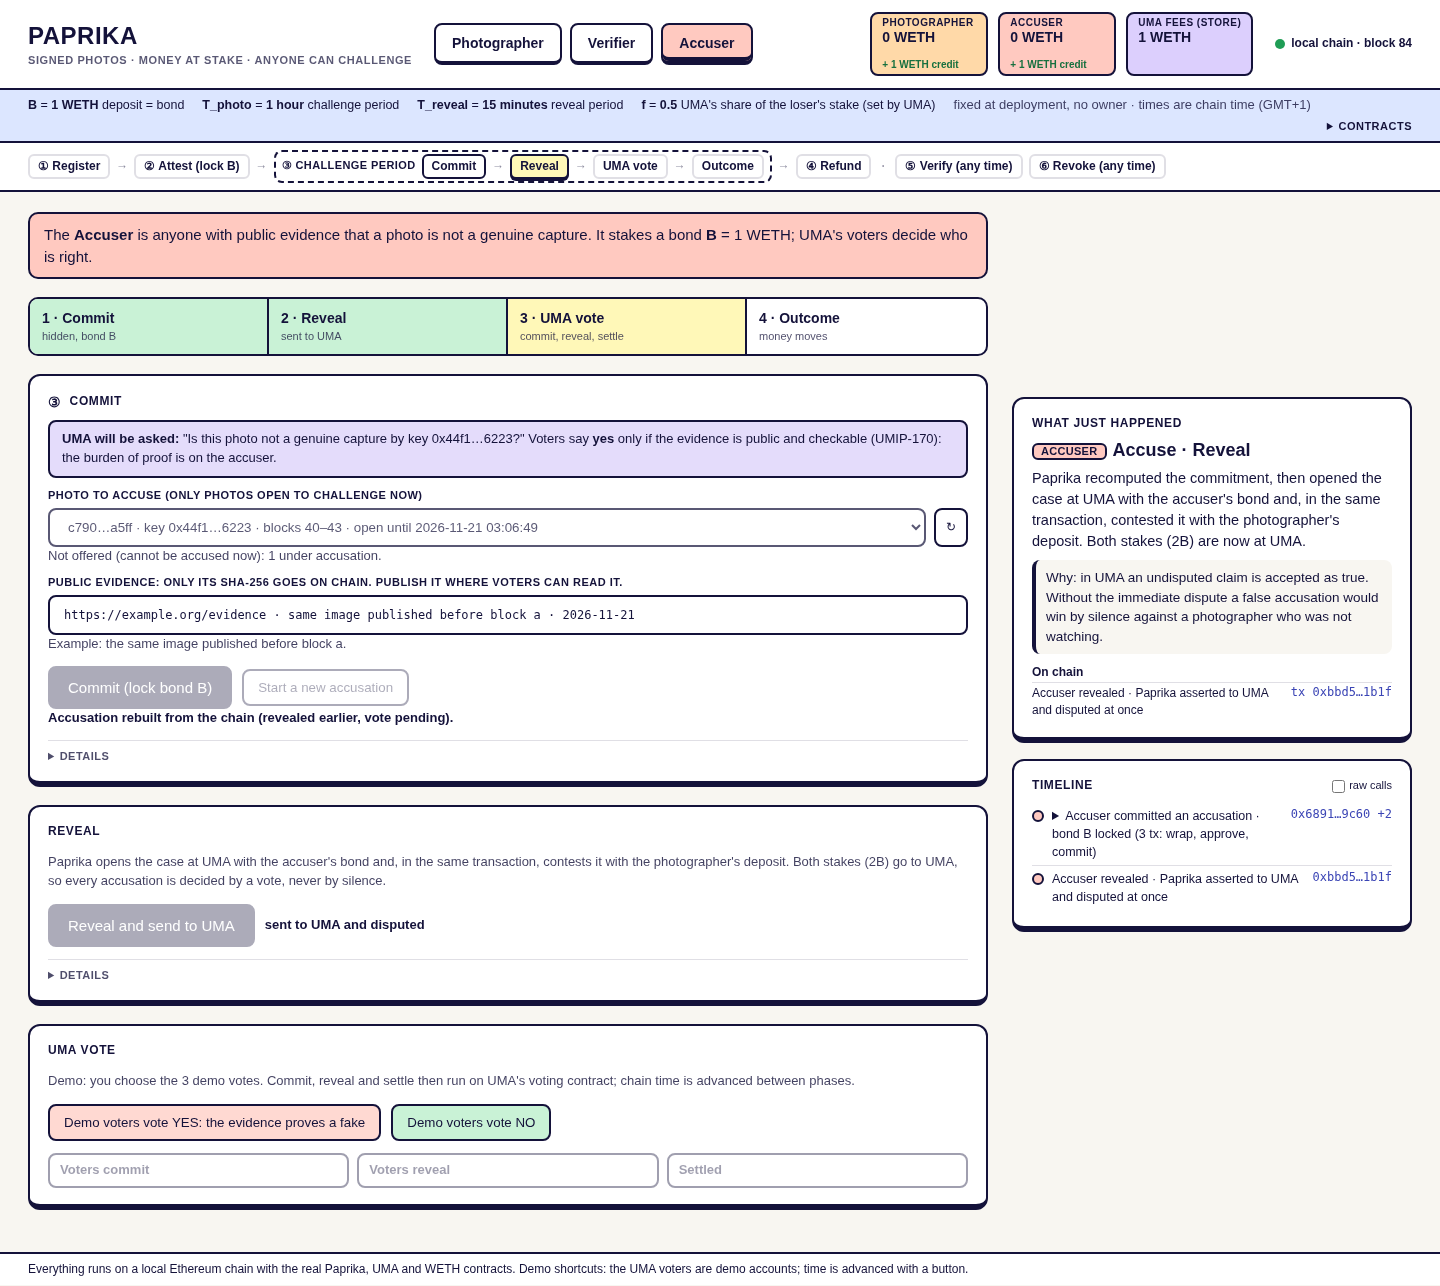 PAPRIKA
SIGNED PHOTOS · MONEY AT STAKE · ANYONE CAN CHALLENGE
Photographer
Verifier
Accuser
PHOTOGRAPHER
0 WETH
+ 1 WETH credit
ACCUSER
0 WETH
+ 1 WETH credit
UMA FEES (STORE)
1 WETH
local chain · block 84
B = 1 WETH deposit = bond T_photo = 1 hour challenge period T_reveal = 15 minutes reveal period f = 0.5 UMA's share of the loser's stake (set by UMA) fixed at deployment, no owner · times are chain time (GMT+1)
▶ CONTRACTS
① Register → ② Attest (lock B) → ③ CHALLENGE PERIOD Commit → Reveal → UMA vote → Outcome → ④ Refund · ⑤ Verify (any time) ⑥ Revoke (any time)
The Accuser is anyone with public evidence that a photo is not a genuine capture. It stakes a bond B = 1 WETH; UMA's voters decide who
is right.
1 · Commit
hidden, bond B
2 · Reveal
sent to UMA
3 · UMA vote
commit, reveal, settle
4 · Outcome
money moves
③ COMMIT
UMA will be asked: "Is this photo not a genuine capture by key 0x44f1…6223?" Voters say yes only if the evidence is public and checkable (UMIP-170):
the burden of proof is on the accuser.
PHOTO TO ACCUSE (ONLY PHOTOS OPEN TO CHALLENGE NOW)
c790…a5ff · key 0x44f1…6223 · blocks 40–43 · open until 2026-11-21 03:06:49
↻
Not offered (cannot be accused now): 1 under accusation.
PUBLIC EVIDENCE: ONLY ITS SHA-256 GOES ON CHAIN. PUBLISH IT WHERE VOTERS CAN READ IT.
https://example.org/evidence · same image published before block a · 2026-11-21
Example: the same image published before block a.
Commit (lock bond B)
Start a new accusation
Accusation rebuilt from the chain (revealed earlier, vote pending).
▶ DETAILS
REVEAL
Paprika opens the case at UMA with the accuser's bond and, in the same transaction, contests it with the photographer's deposit. Both stakes (2B) go to UMA,
so every accusation is decided by a vote, never by silence.
Reveal and send to UMA
sent to UMA and disputed
▶ DETAILS
UMA VOTE
Demo: you choose the 3 demo votes. Commit, reveal and settle then run on UMA's voting contract; chain time is advanced between phases.
Demo voters vote YES: the evidence proves a fake
Demo voters vote NO
Voters commit
Voters reveal
Settled
WHAT JUST HAPPENED
ACCUSER Accuse · Reveal
Paprika recomputed the commitment, then opened the
case at UMA with the accuser's bond and, in the same
transaction, contested it with the photographer's
deposit. Both stakes (2B) are now at UMA.
Why: in UMA an undisputed claim is accepted as true.
Without the immediate dispute a false accusation would
win by silence against a photographer who was not
watching.
On chain
Accuser revealed · Paprika asserted to UMA tx 0xbbd5…1b1f
and disputed at once
TIMELINE
raw calls
▶ Accuser committed an accusation · 0x6891…9c60 +2
bond B locked (3 tx: wrap, approve,
commit)
Accuser revealed · Paprika asserted to UMA 0xbbd5…1b1f
and disputed at once
Everything runs on a local Ethereum chain with the real Paprika, UMA and WETH contracts. Demo shortcuts: the UMA voters are demo accounts; time is advanced with a button.